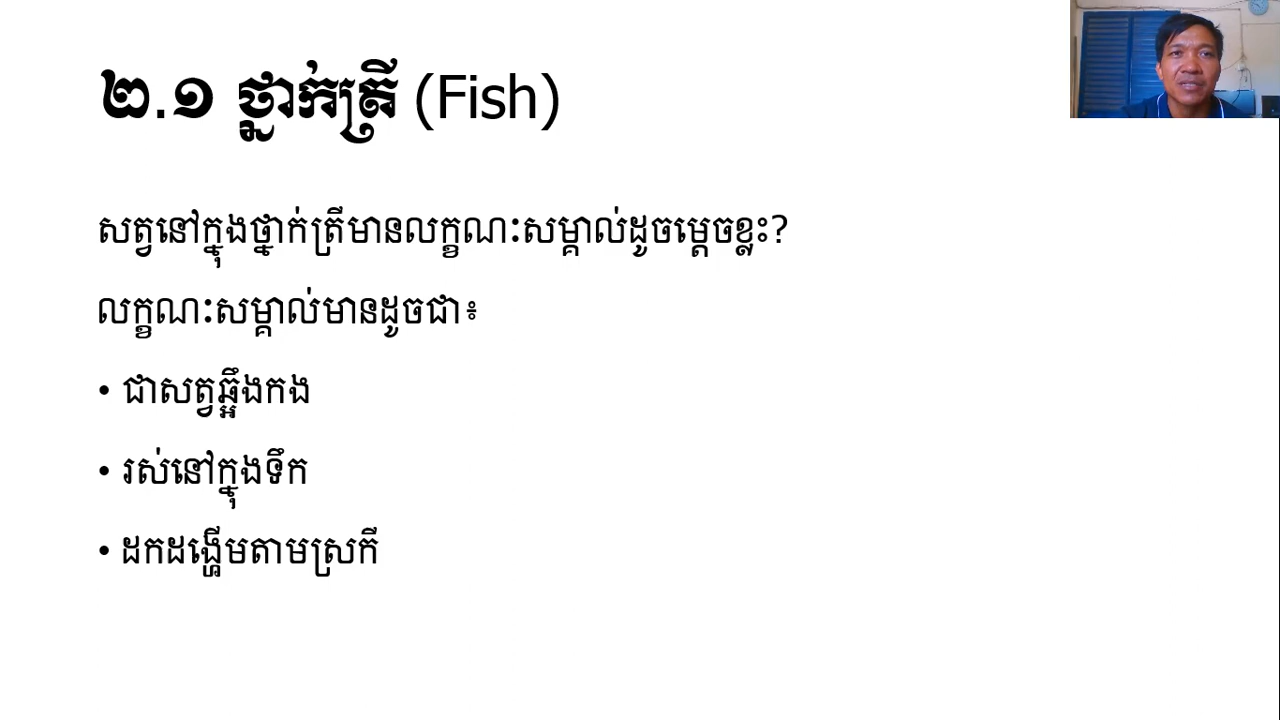 ២.១ ថ្នាក់ត្រី (Fish)
សត្វនៅក្នុងថ្នាក់ត្រីមានលក្ខណៈសម្គាល់ដូចម្តេចខ្លះ?
លក្ខណៈសម្គាល់មានដូចជា៖
• ជាសត្វឆ្អឹងកង
• រស់នៅក្នុងទឹក
• ដកដង្ហើមតាមស្រកី